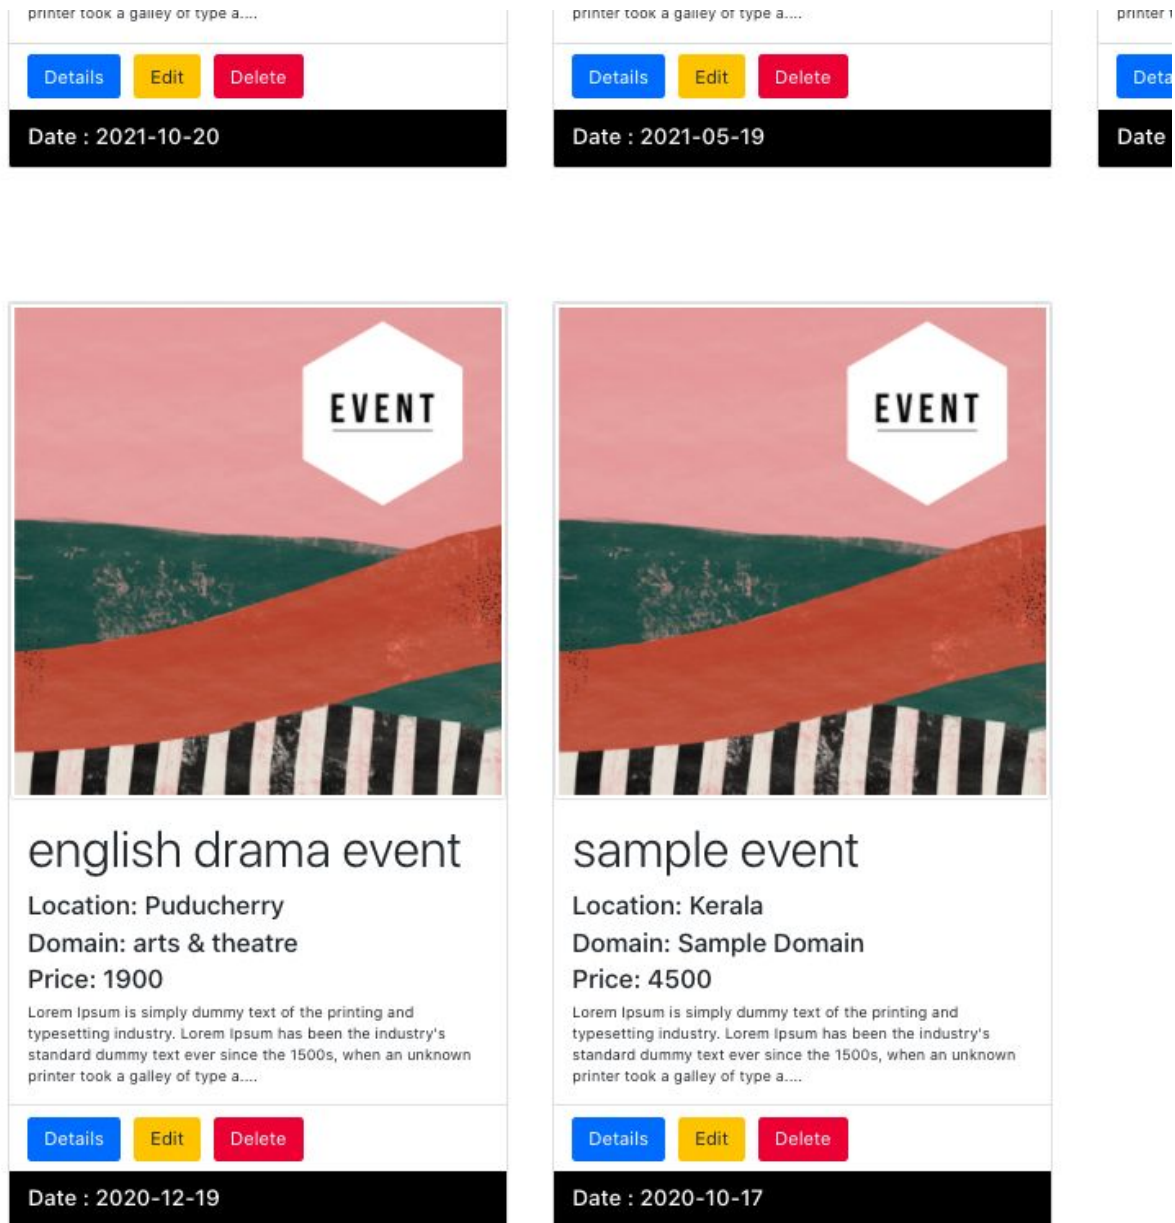 printer took a galley of type a....
Details Edit Delete
Date : 2021-10-20
printer took a galley of type a....
Details Edit Delete
Date : 2021-05-19
printer
Date
EVENT
english drama event
Location: Puducherry
Domain: arts & theatre
Price: 1900
Lorem Ipsum is simply dummy text of the printing and
typesetting industry. Lorem Ipsum has been the industry's
standard dummy text ever since the 1500s, when an unknown
printer took a galley of type a....
Details Edit Delete
Date : 2020-12-19
EVENT
sample event
Location: Kerala
Domain: Sample Domain
Price: 4500
Lorem Ipsum is simply dummy text of the printing and
typesetting industry. Lorem Ipsum has been the industry's
standard dummy text ever since the 1500s, when an unknown
printer took a galley of type a....
Details Edit Delete
Date : 2020-10-17